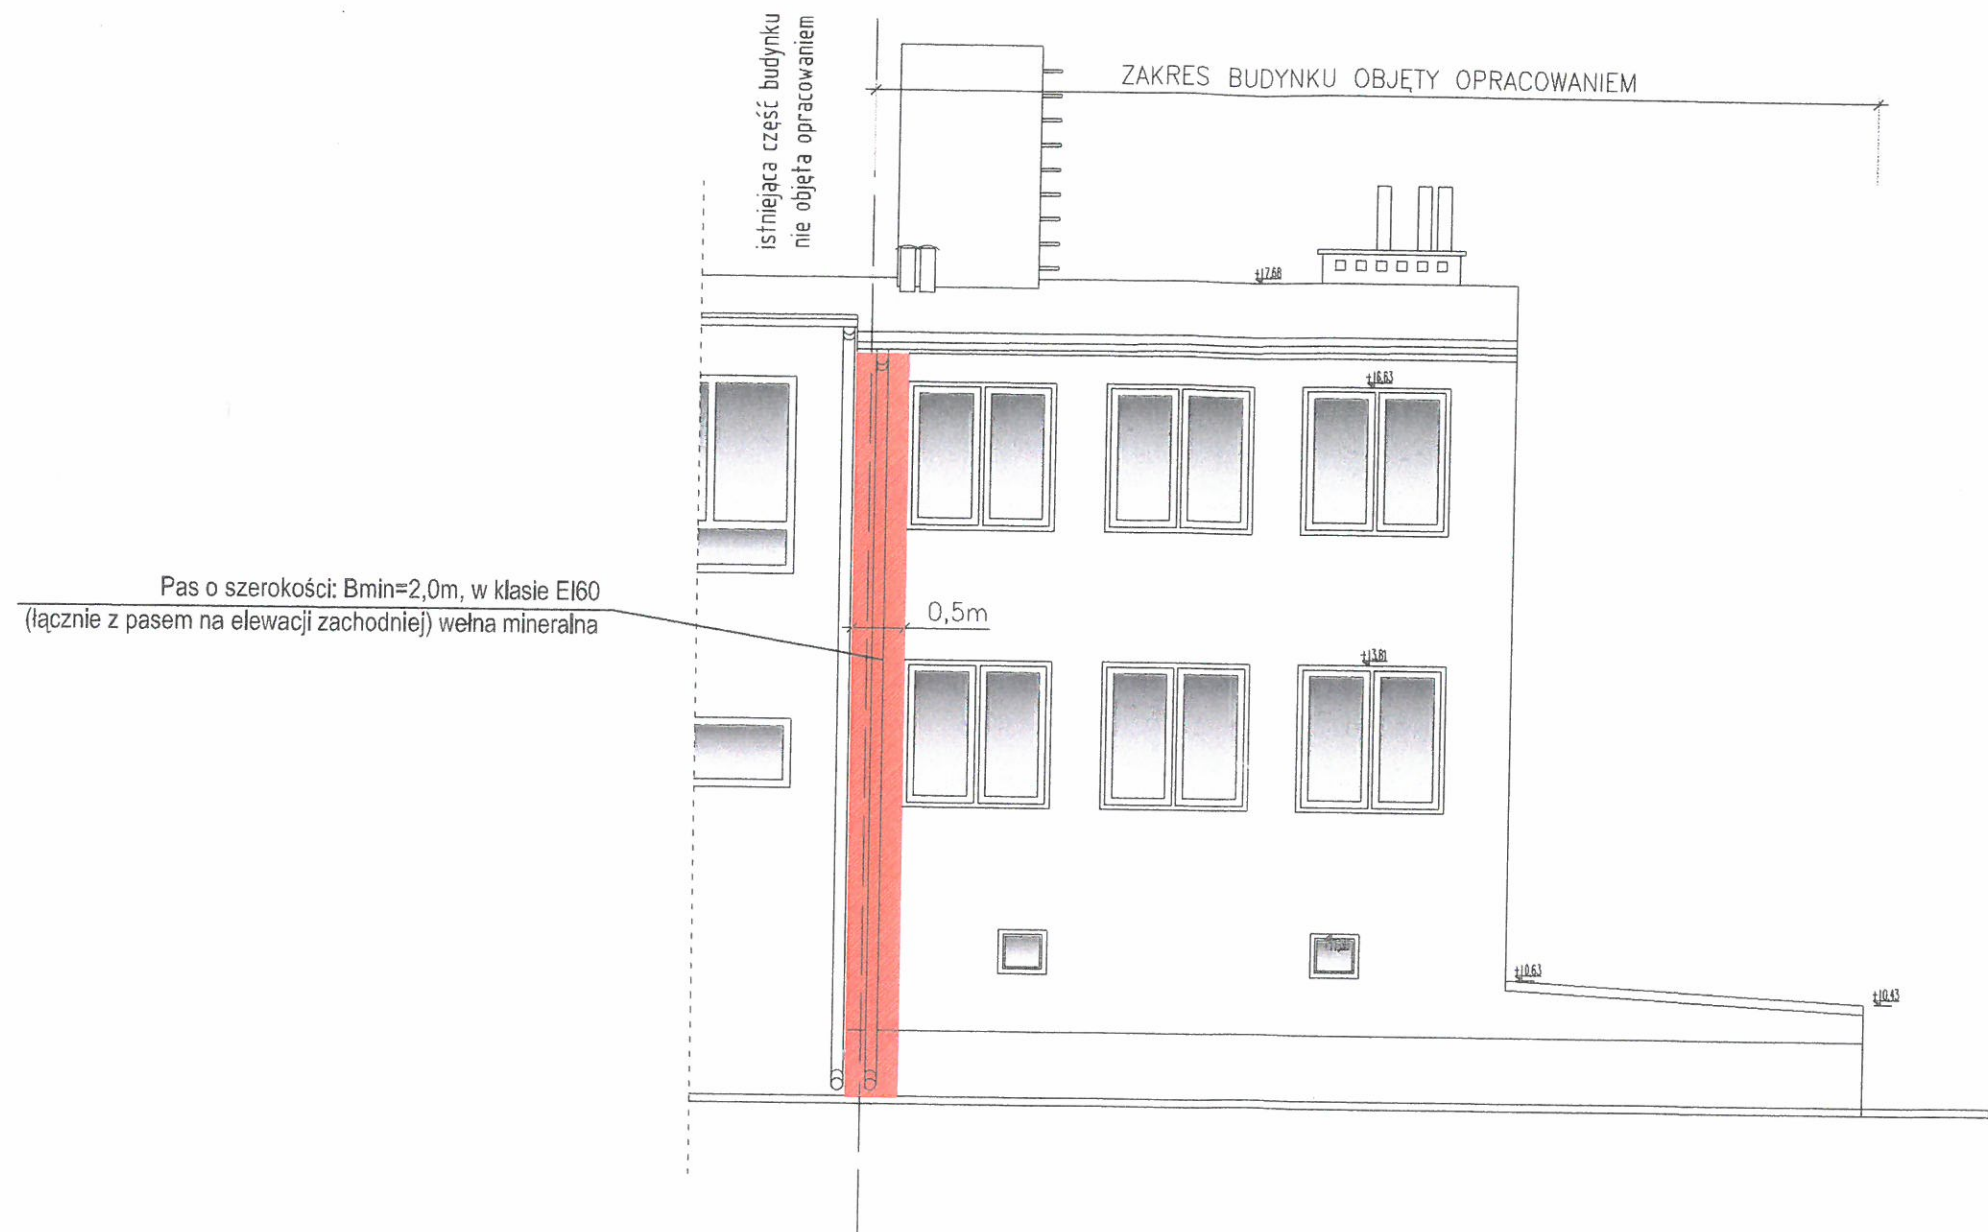 istniejąca część budynku
nie objęta opracowaniem
ZAKRES BUDYNKU OBJĘTY OPRACOWANIEM
+17,68
+16,63
Pas o szerokości: Bmin=2,0m, w klasie EI60
(łącznie z pasem na elewacji zachodniej) wełna mineralna
0,5m
+13,81
+10,63
+10,43